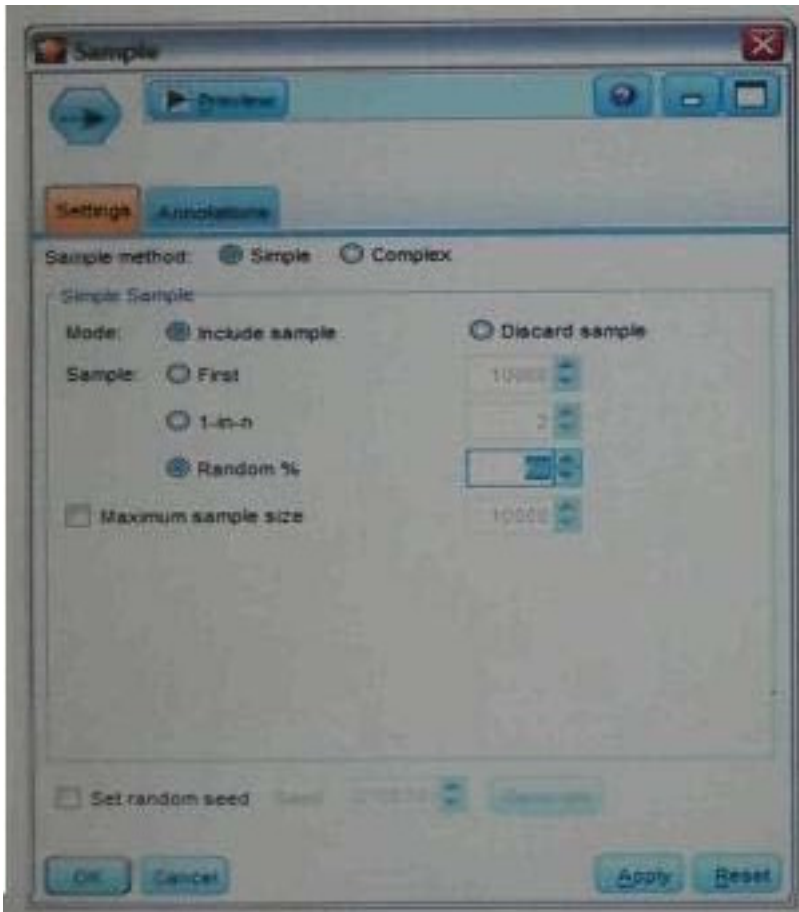 Sample
Preview
Settings Annotations
Sample method: Simple Complex
Simple Sample
Mode: Include sample Discard sample
Sample: First 10000
1-in-n 2
Random %
Maximum sample size 10000
Set random seed Seed Generate
OK Cancel Apply Reset